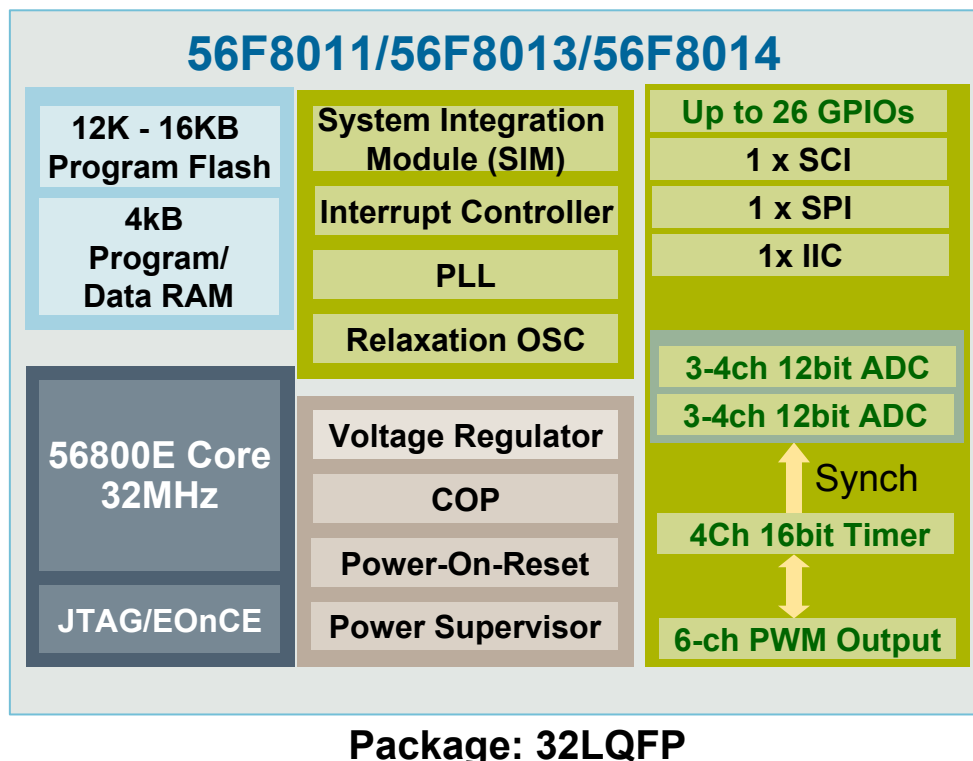 56F8011/56F8013/56F8014
12K - 16KB
Program Flash
4kB
Program/
Data RAM
56800E Core
32MHz
JTAG/EOnCE
System Integration
Module (SIM)
Interrupt Controller
PLL
Relaxation OSC
Voltage Regulator
COP
Power-On-Reset
Power Supervisor
Up to 26 GPIOs
1 x SCI
1 x SPI
1x IIC
3-4ch 12bit ADC
3-4ch 12bit ADC
Synch
4Ch 16bit Timer
6-ch PWM Output
Package: 32LQFP